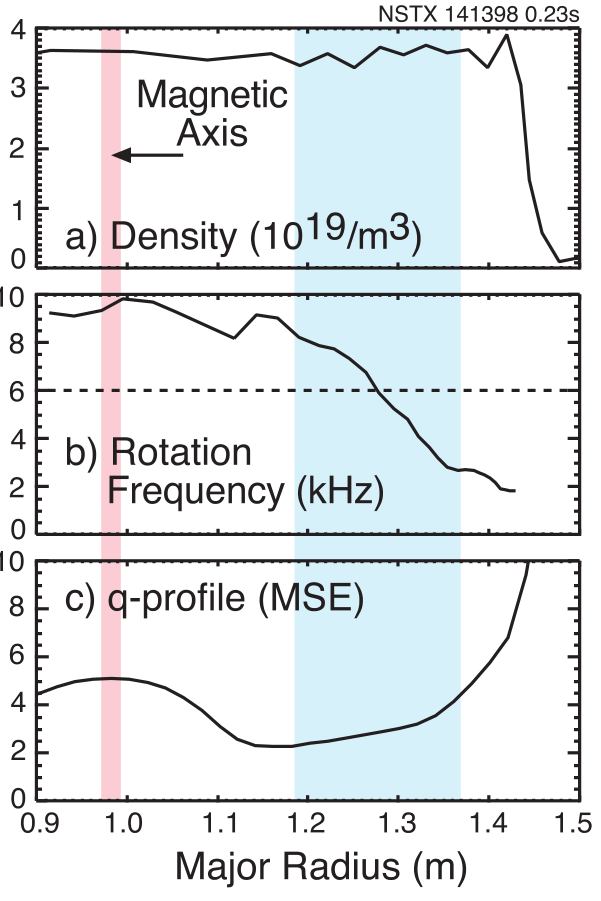 NSTX 141398 0.23s
4
3
2
1
0
Magnetic
Axis
a) Density (10^19/m^3)
10
8
6
4
2
0
b) Rotation
Frequency (kHz)
10
8
6
4
2
0
c) q-profile (MSE)
0.9 1.0 1.1 1.2 1.3 1.4 1.5
Major Radius (m)